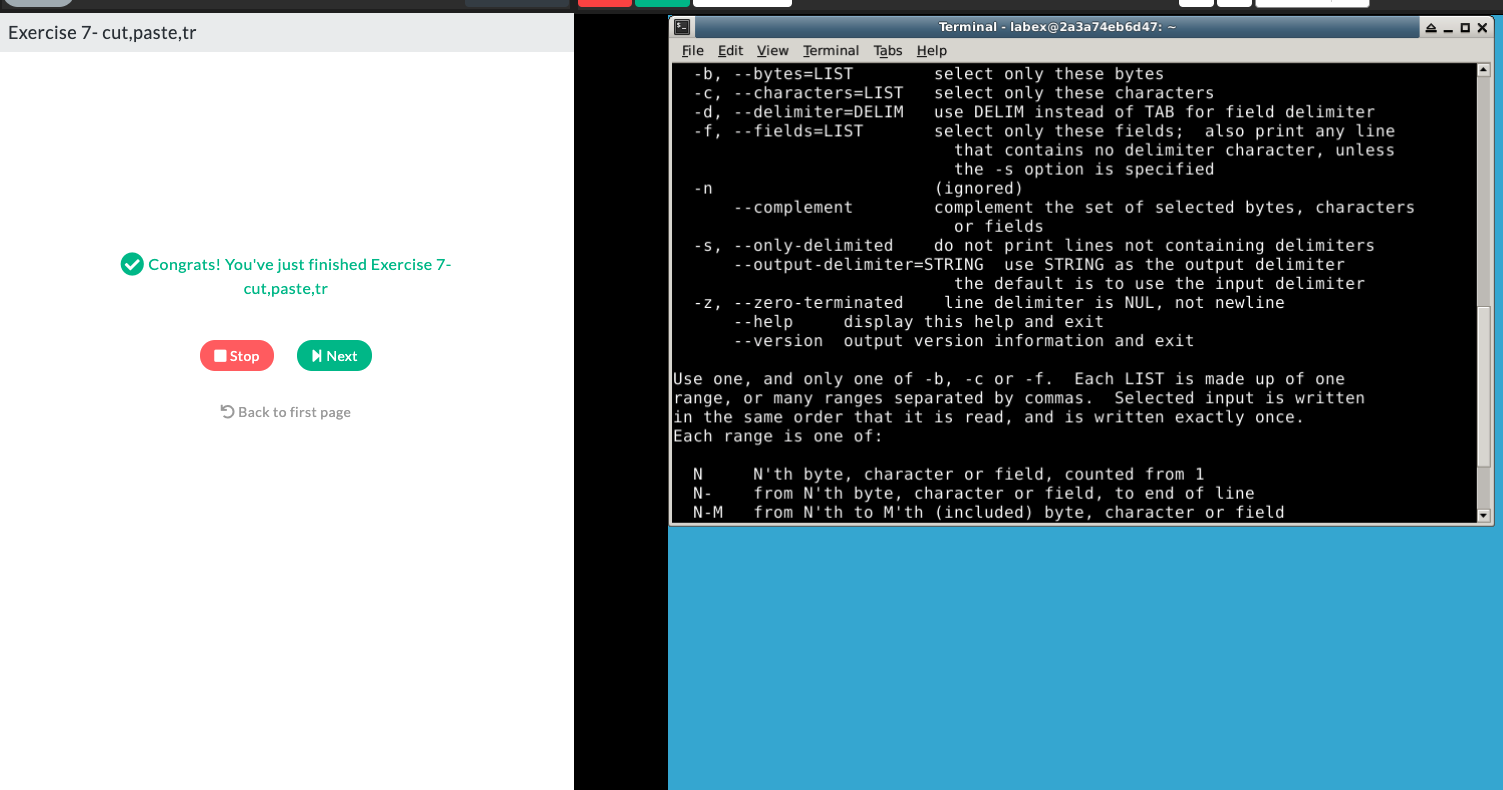 Exercise 7- cut,paste,tr
Congrats! You've just finished Exercise 7-
cut,paste,tr
Stop
Next
Back to first page
Terminal - labex@2a3a74eb6d47: ~
File Edit View Terminal Tabs Help
-b, --bytes=LIST        select only these bytes
-c, --characters=LIST   select only these characters
-d, --delimiter=DELIM   use DELIM instead of TAB for field delimiter
-f, --fields=LIST       select only these fields;  also print any line
that contains no delimiter character, unless
the -s option is specified
-n                      (ignored)
--complement        complement the set of selected bytes, characters
or fields
-s, --only-delimited    do not print lines not containing delimiters
--output-delimiter=STRING  use STRING as the output delimiter
the default is to use the input delimiter
-z, --zero-terminated    line delimiter is NUL, not newline
--help     display this help and exit
--version  output version information and exit
Use one, and only one of -b, -c or -f.  Each LIST is made up of one
range, or many ranges separated by commas.  Selected input is written
in the same order that it is read, and is written exactly once.
Each range is one of:
N     N'th byte, character or field, counted from 1
N-    from N'th byte, character or field, to end of line
N-M   from N'th to M'th (included) byte, character or field